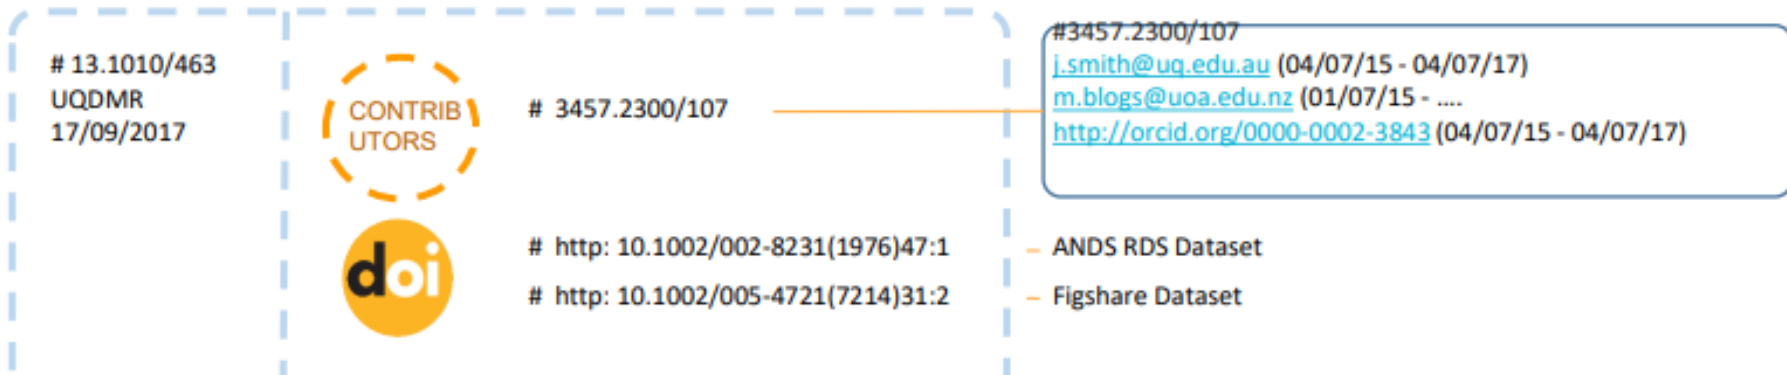 # 13.1010/463
UQDMR
17/09/2017
CONTRIB
UTORS
# 3457.2300/107
#3457.2300/107
j.smith@uq.edu.au (04/07/15 - 04/07/17)
m.blogs@uoa.edu.nz (01/07/15 - ....
http://orcid.org/0000-0002-3843 (04/07/15 - 04/07/17)
doi
# http: 10.1002/002-8231(1976)47:1 – ANDS RDS Dataset
# http: 10.1002/005-4721(7214)31:2 – Figshare Dataset